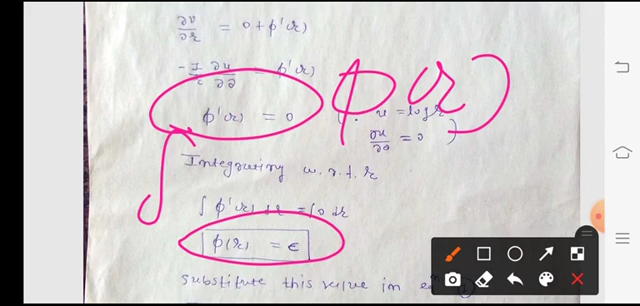 ∂v/∂r = 0 + φ'(r)
-1/r ∂u/∂θ = φ'(r)
φ'(r) = 0 (∵ u = log r
∂u/∂θ = 0)
φ(r)
Integrating w.r.t r
∫ φ'(r) dr = ∫0 dr
φ(r) = c
Substitute this value in